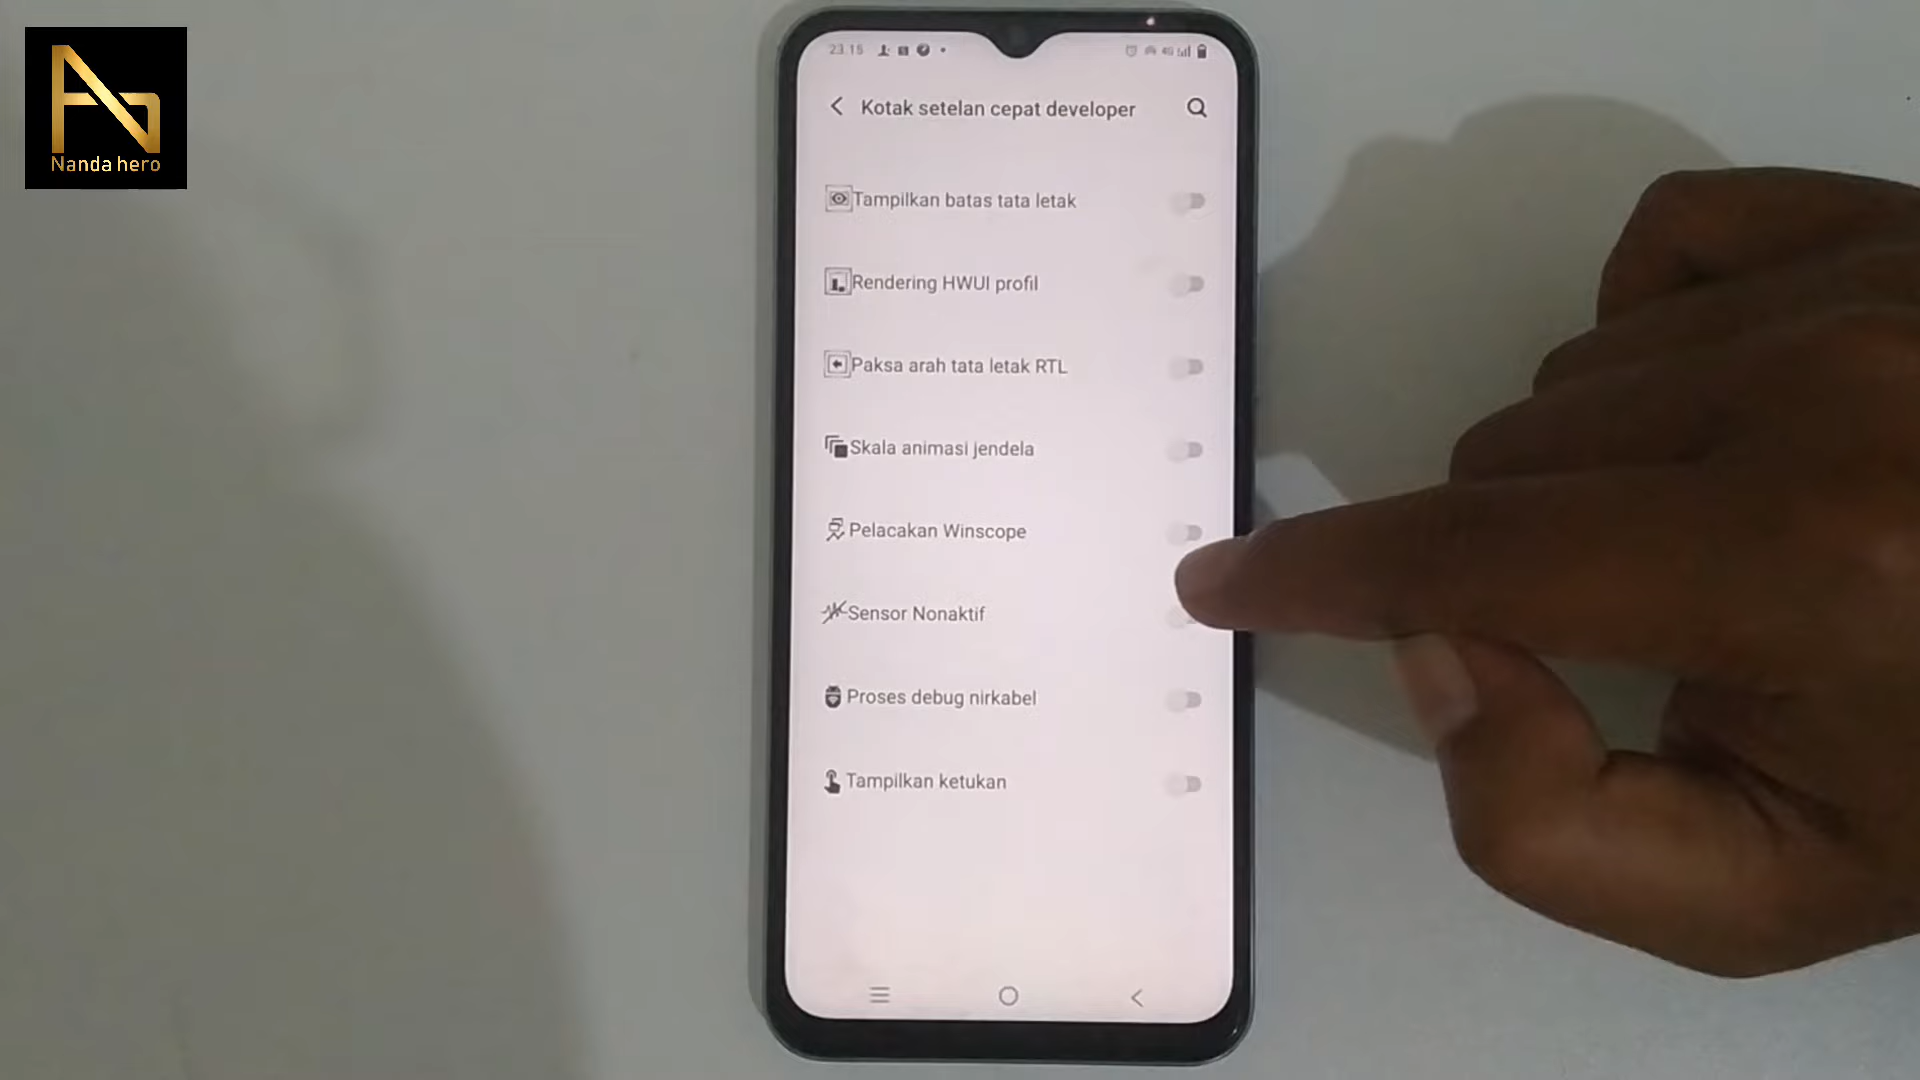 Nanda hero
23.15
4G
Kotak setelan cepat developer
Tampilkan batas tata letak
Rendering HWUI profil
Paksa arah tata letak RTL
Skala animasi jendela
Pelacakan Winscope
Sensor Nonaktif
Proses debug nirkabel
Tampilkan ketukan